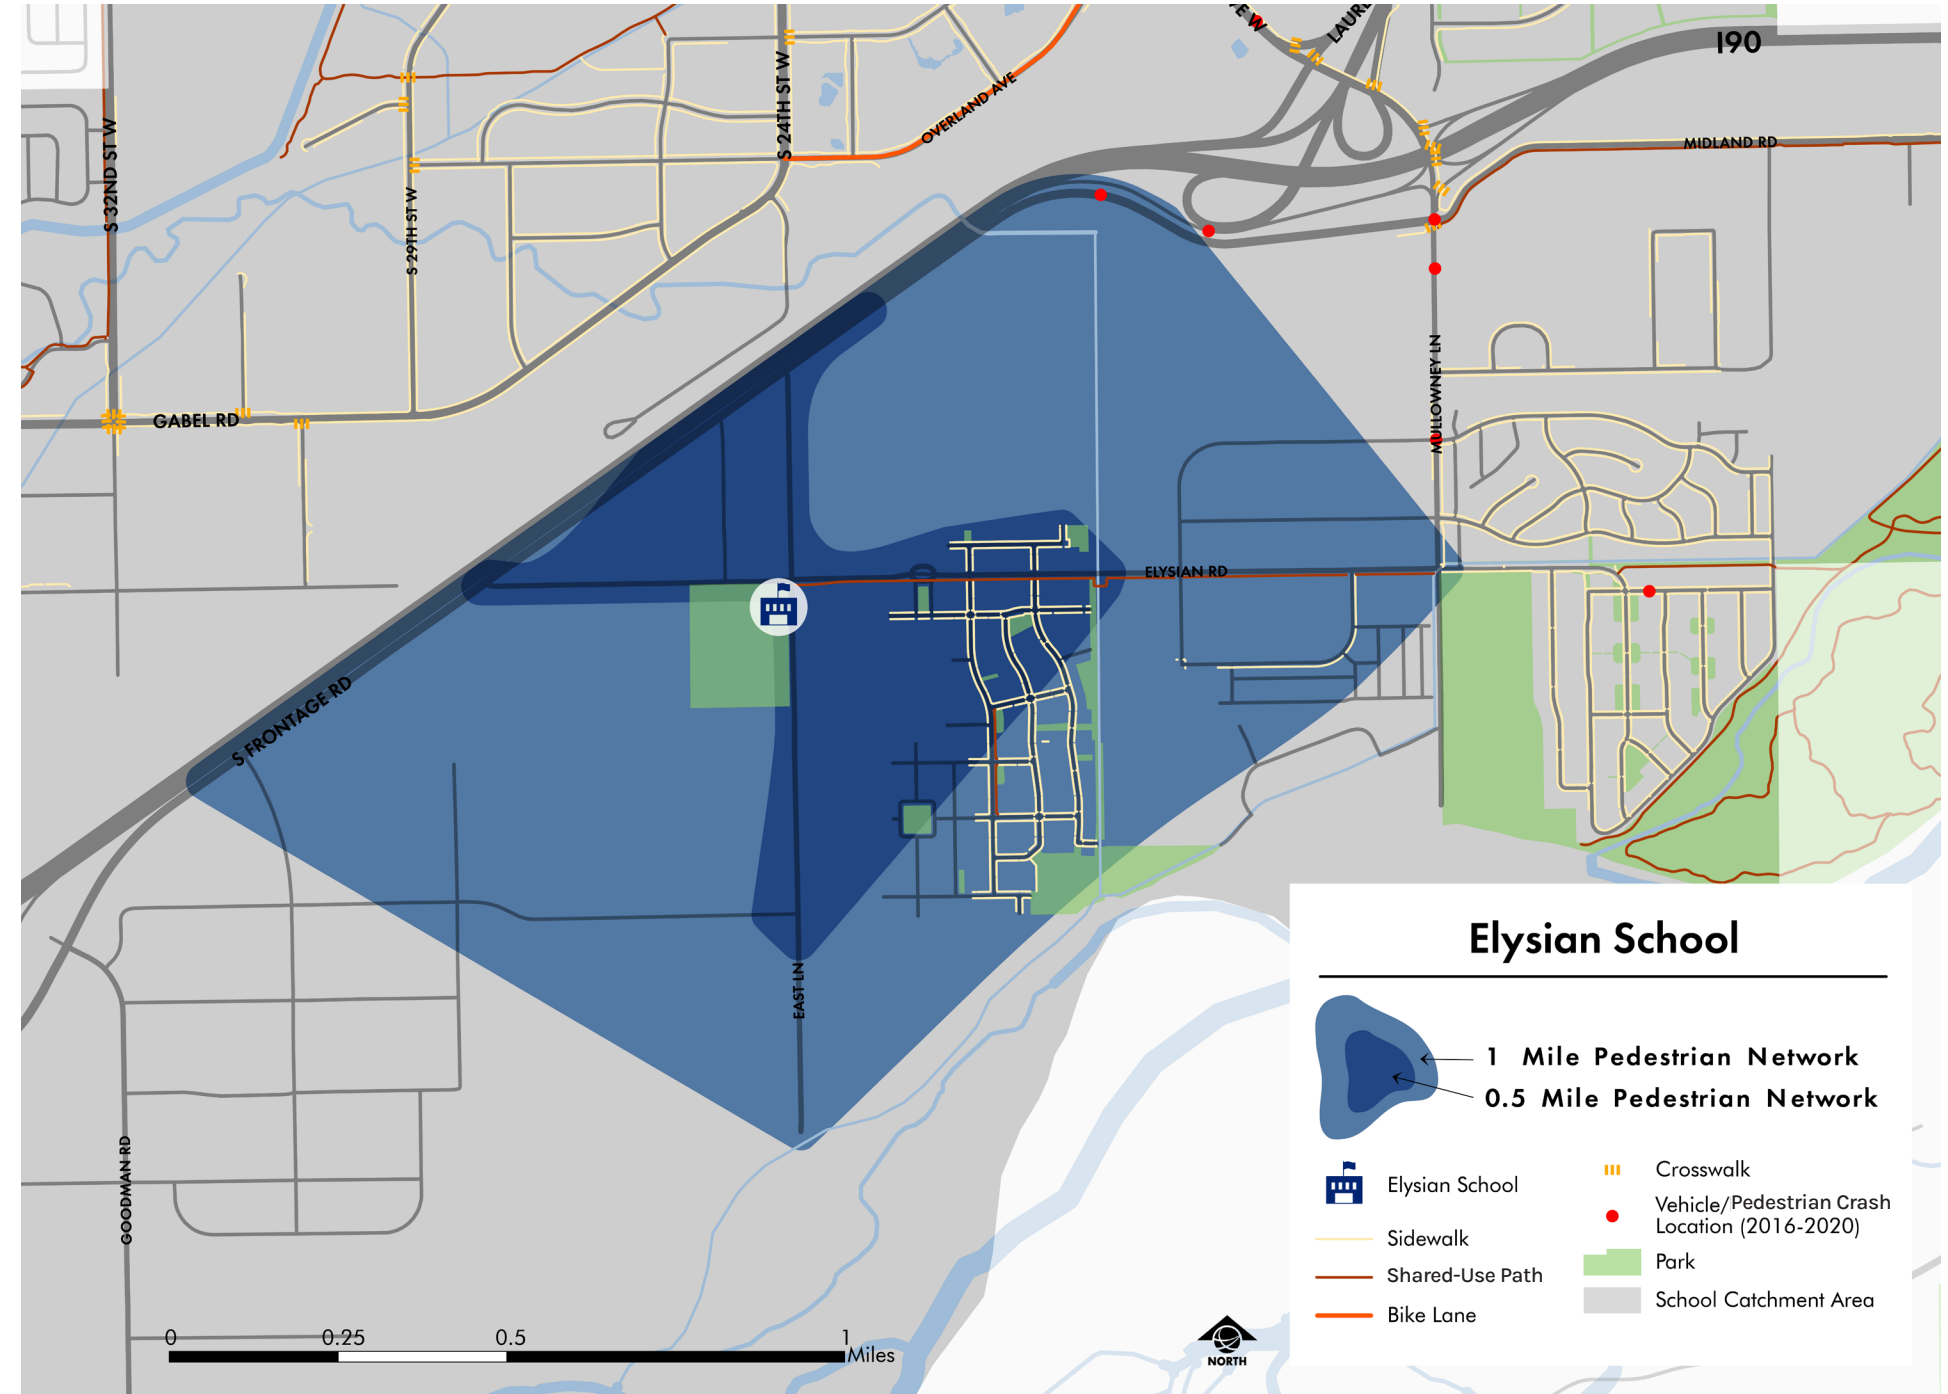 VE W
LAUREL
I90
S 24TH ST W
OVERLAND AVE
S 32ND ST W
MIDLAND RD
S 29TH ST W
GABEL RD
MULLOWNEY LN
ELYSIAN RD
S FRONTAGE RD
EAST LN
GOODMAN RD
Elysian School
1 Mile Pedestrian Network
0.5 Mile Pedestrian Network
Elysian School
Sidewalk
Shared-Use Path
Bike Lane
Crosswalk
Vehicle/Pedestrian Crash
Location (2016-2020)
Park
School Catchment Area
0 0.25 0.5 1
Miles
NORTH